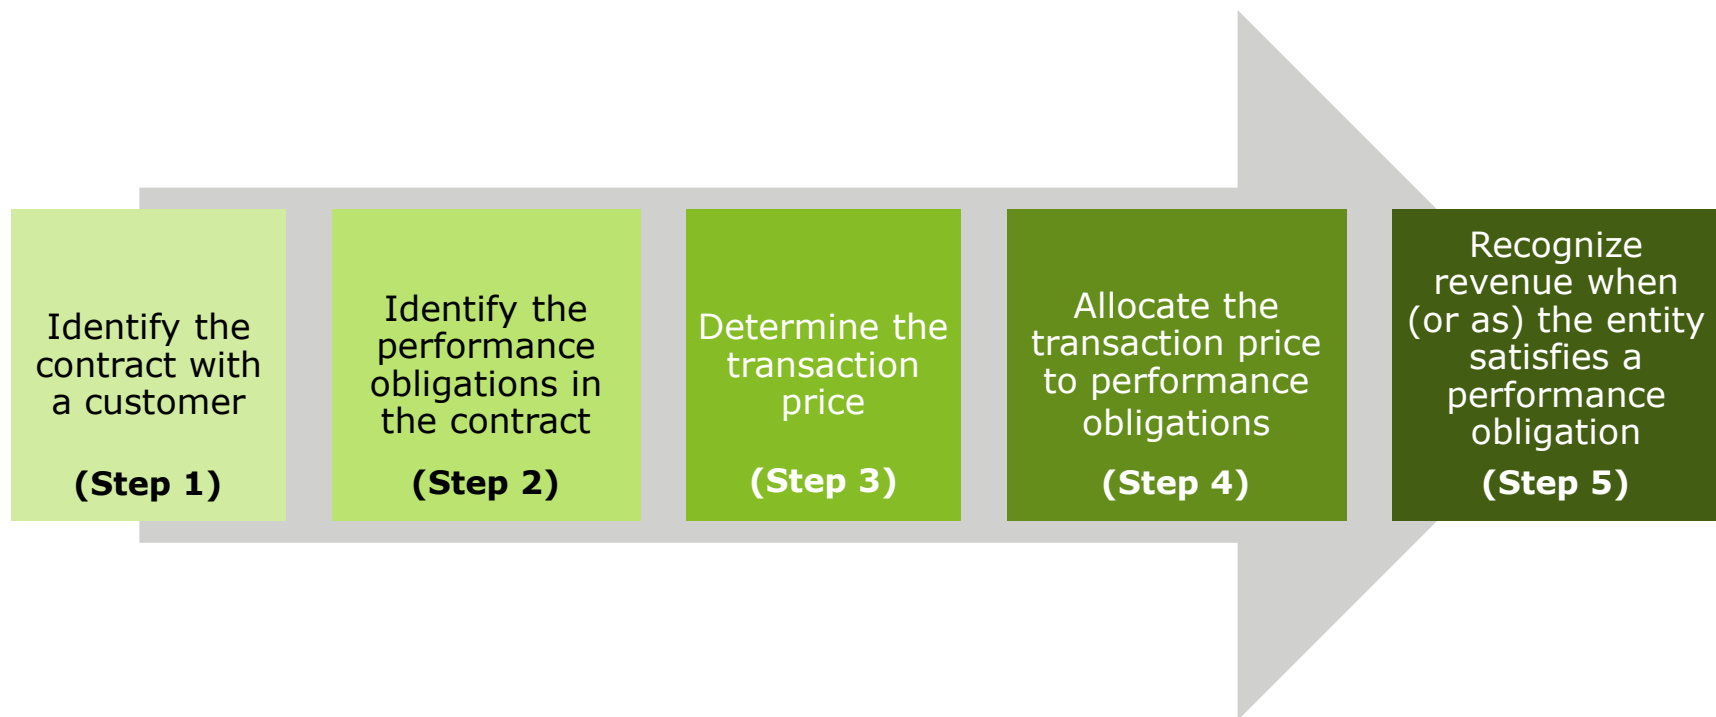 Identify the
contract with
a customer
(Step 1)
Identify the
performance
obligations in
the contract
(Step 2)
Determine the
transaction
price
(Step 3)
Allocate the
transaction price
to performance
obligations
(Step 4)
Recognize
revenue when
(or as) the entity
satisfies a
performance
obligation
(Step 5)